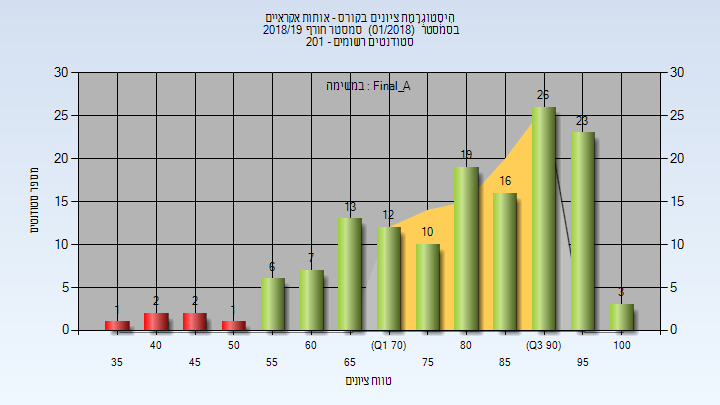 היסטוגרמת ציונים בקורס - אותות אקראיים
בסמסטר (01/2018) סמסטר חורף 2018/19
סטודנטים רשומים - 201
במשימה : Final_A
מספר סטודנטים
30 25 20 15 10 5 0
30 25 20 15 10 5 0
1 2 2 1 6 7 13 12 10 19 16 26 23 3
40 50 60 (Q1 70) 80 (Q3 90) 100
35 45 55 65 75 85 95
טווח ציונים